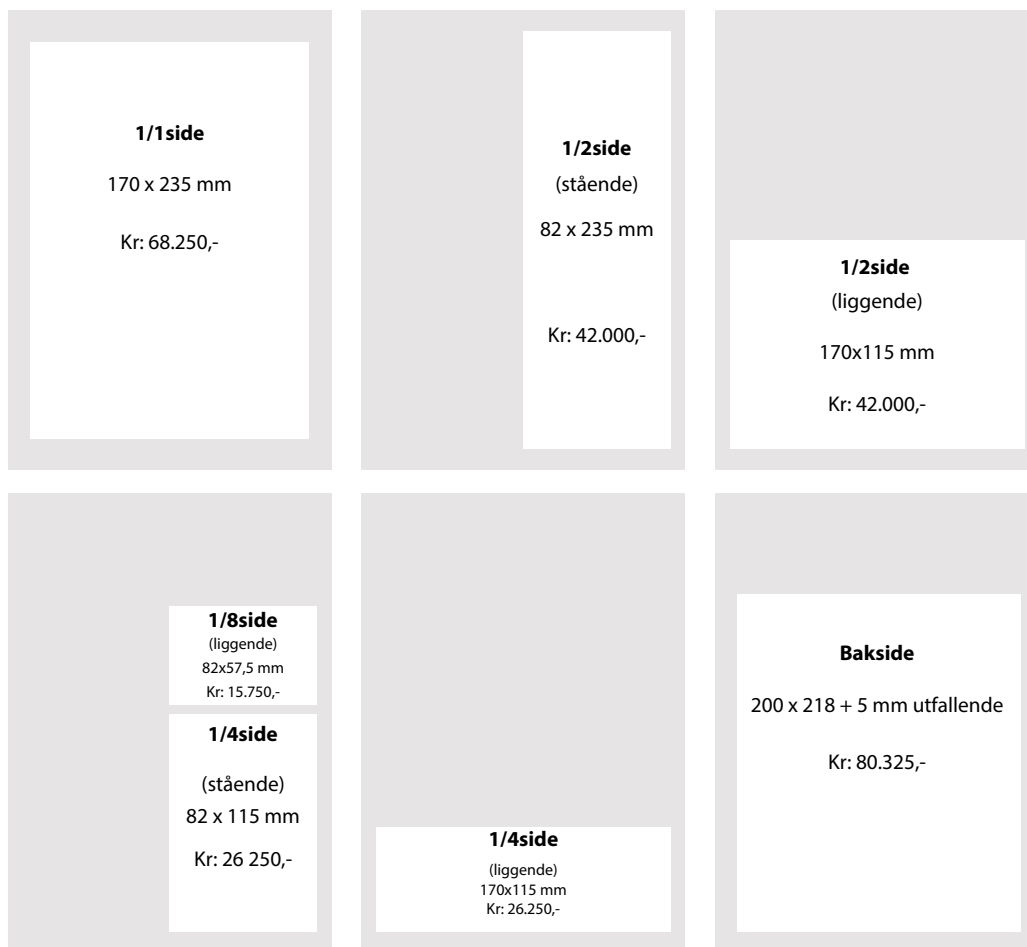 1/1side
170 x 235 mm
Kr: 68.250,-
1/2side
(stående)
82 x 235 mm
Kr: 42.000,-
1/2side
(liggende)
170x115 mm
Kr: 42.000,-
1/8side
(liggende)
82x57,5 mm
Kr: 15.750,-
1/4side
(stående)
82 x 115 mm
Kr: 26 250,-
1/4side
(liggende)
170x115 mm
Kr: 26.250,-
Bakside
200 x 218 + 5 mm utfallende
Kr: 80.325,-